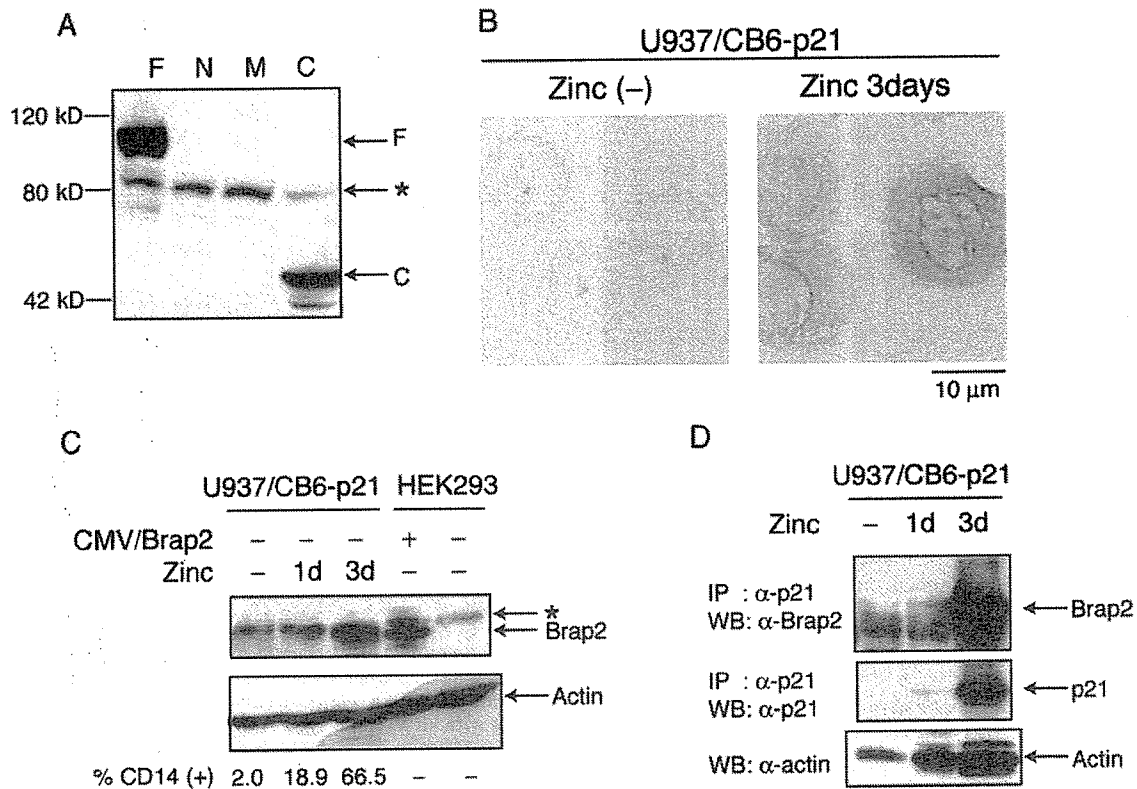 A
F N M C
120 kD
80 kD
42 kD
F
*
C
B
U937/CB6-p21
Zinc (–) Zinc 3days
10 µm
C
U937/CB6-p21 HEK293
CMV/Brap2 – – – + –
Zinc – 1d 3d – –
*
Brap2
Actin
% CD14 (+) 2.0 18.9 66.5 – –
D
U937/CB6-p21
Zinc – 1d 3d
IP : α-p21
WB: α-Brap2
Brap2
IP : α-p21
WB: α-p21
p21
WB: α-actin
Actin